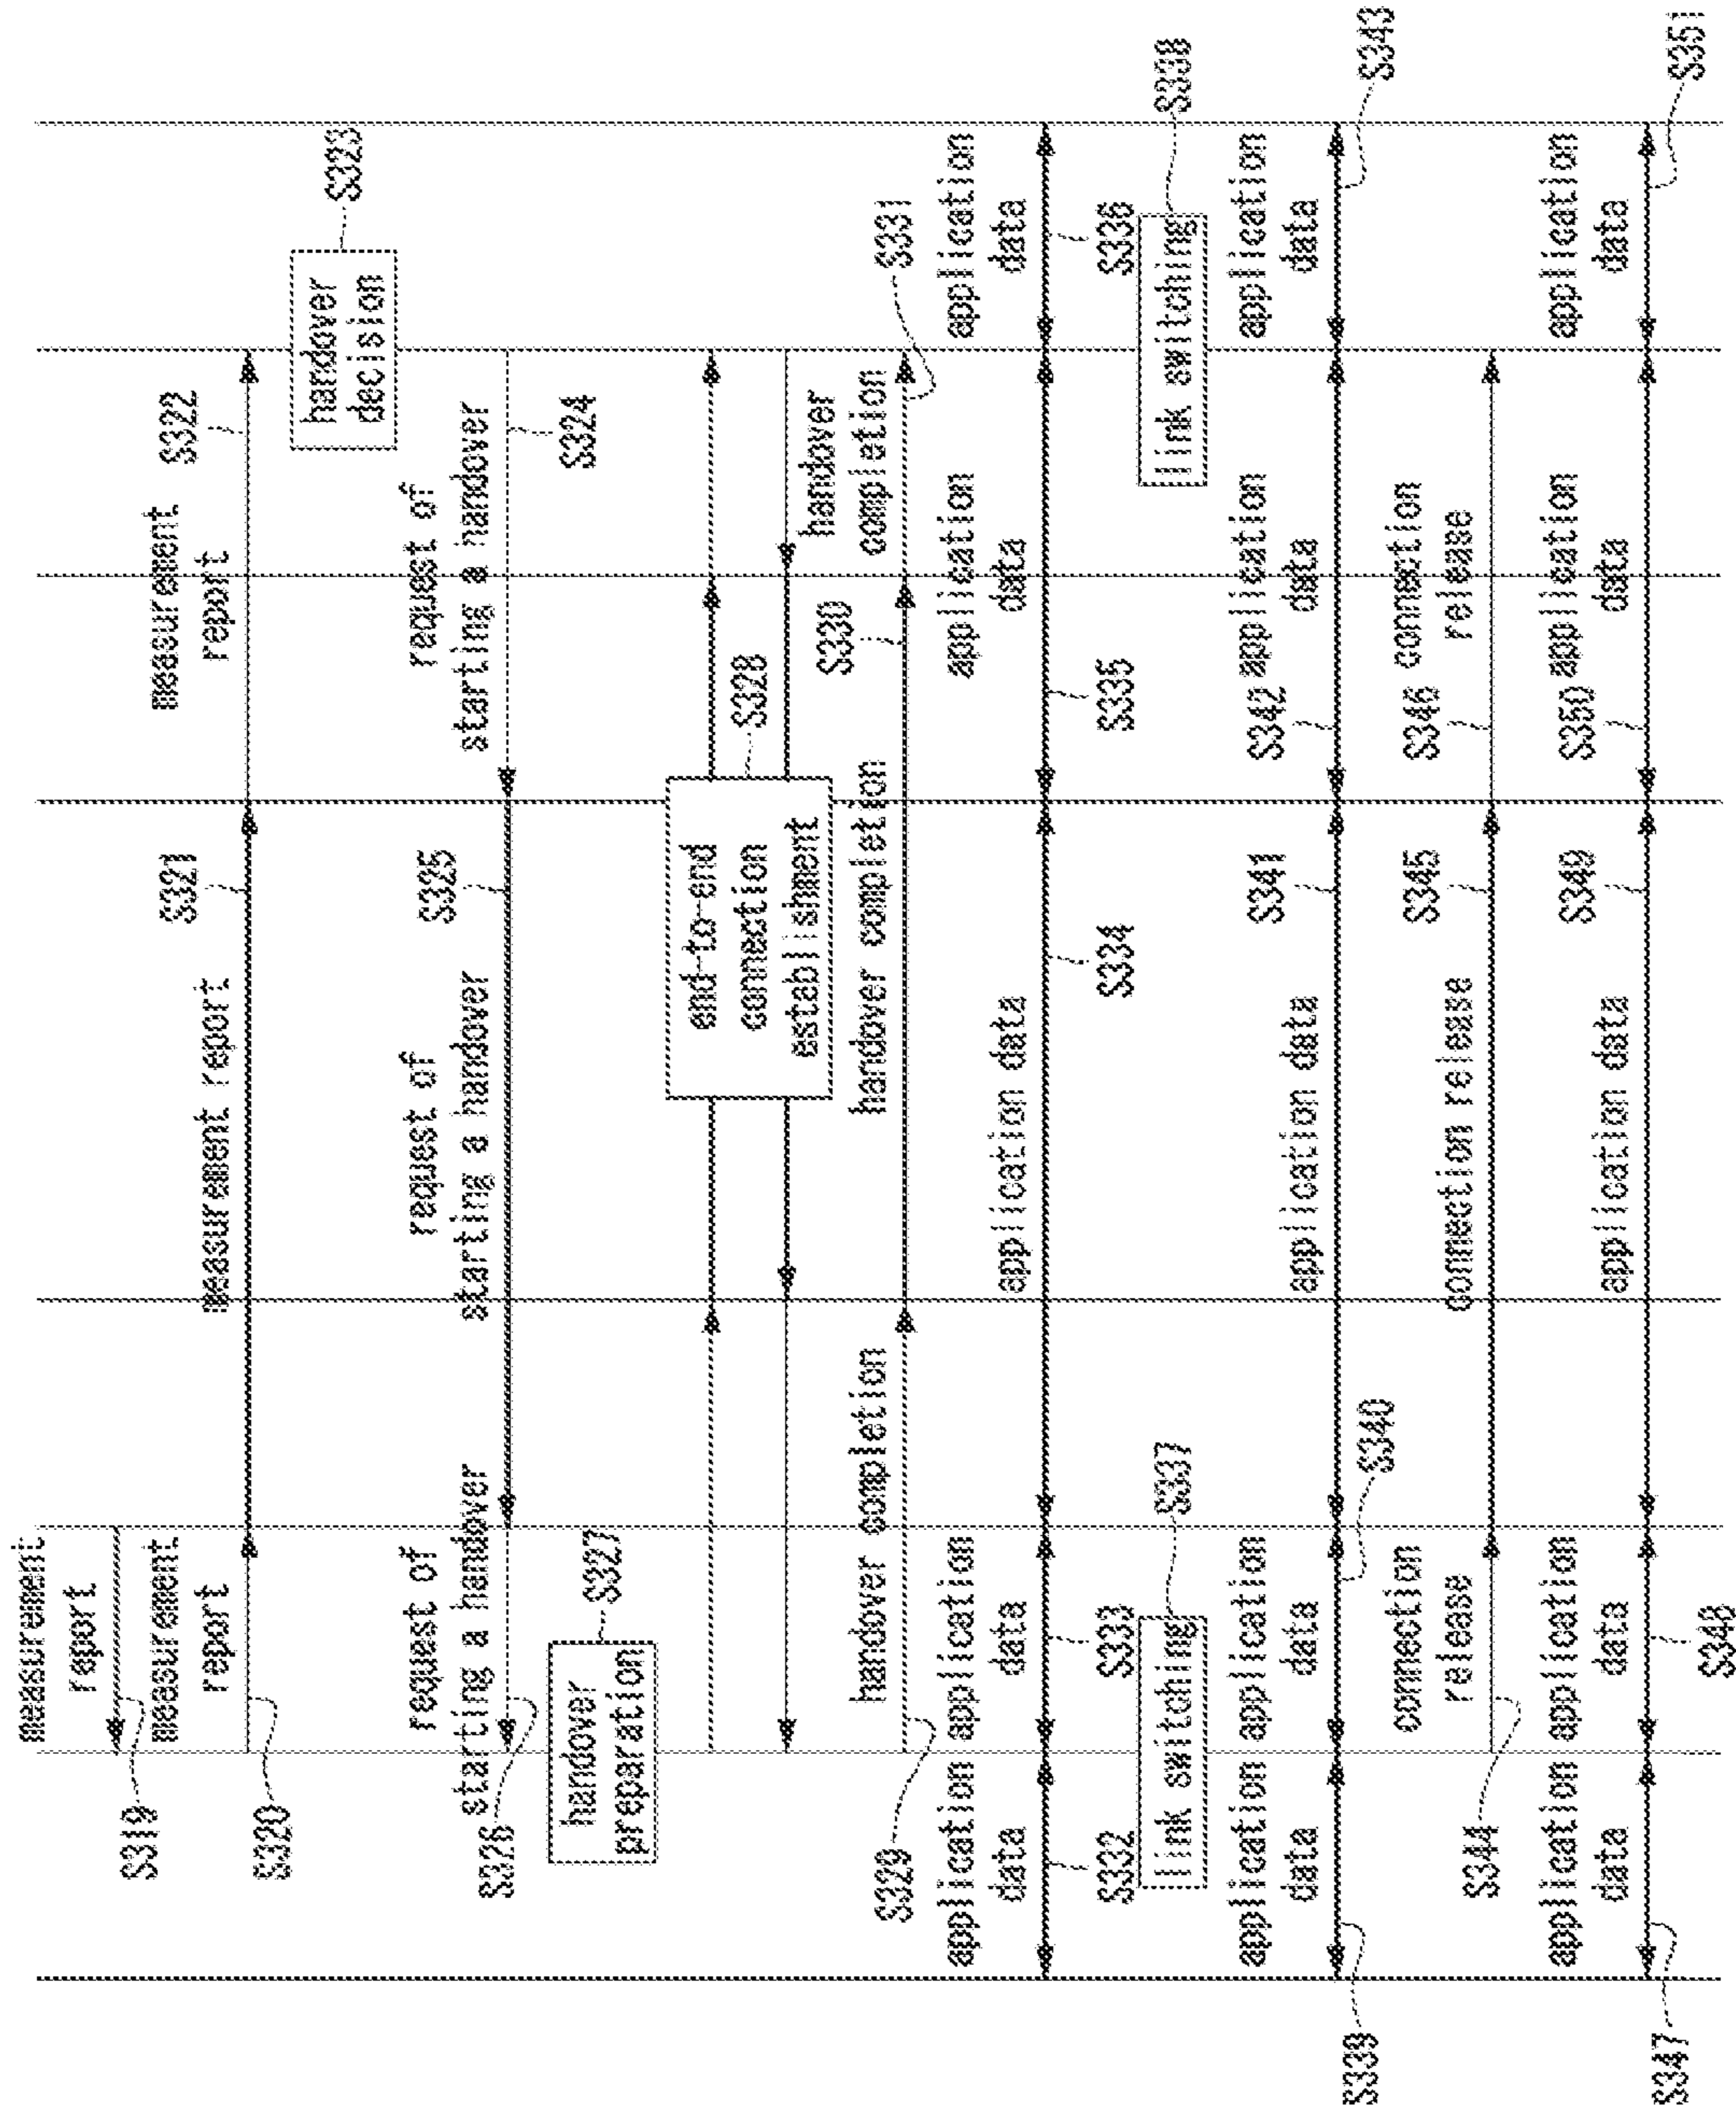 measurement
report
S319
measurement
report
S320
measurement report
S321
measurement
report
S322
handover
decision
S323
request of
starting a handover
S324
request of
starting a handover
S325
request of
starting a handover
S326
handover
preparation
S327
end-to-end
connection
establishment
S328
handover completion
S329
handover completion
S330
handover
completion
S331
application
data
S332
application
data
S333
application data
S334
application
data
S335
application
data
S336
link switching
S337
link switching
S338
application
data
S339
application
data
S340
application data
S341
application
data
S342
application
data
S343
connection
release
S344
connection release
S345
connection
release
S346
application
data
S347
application
data
S348
application data
S349
application
data
S350
application
data
S351